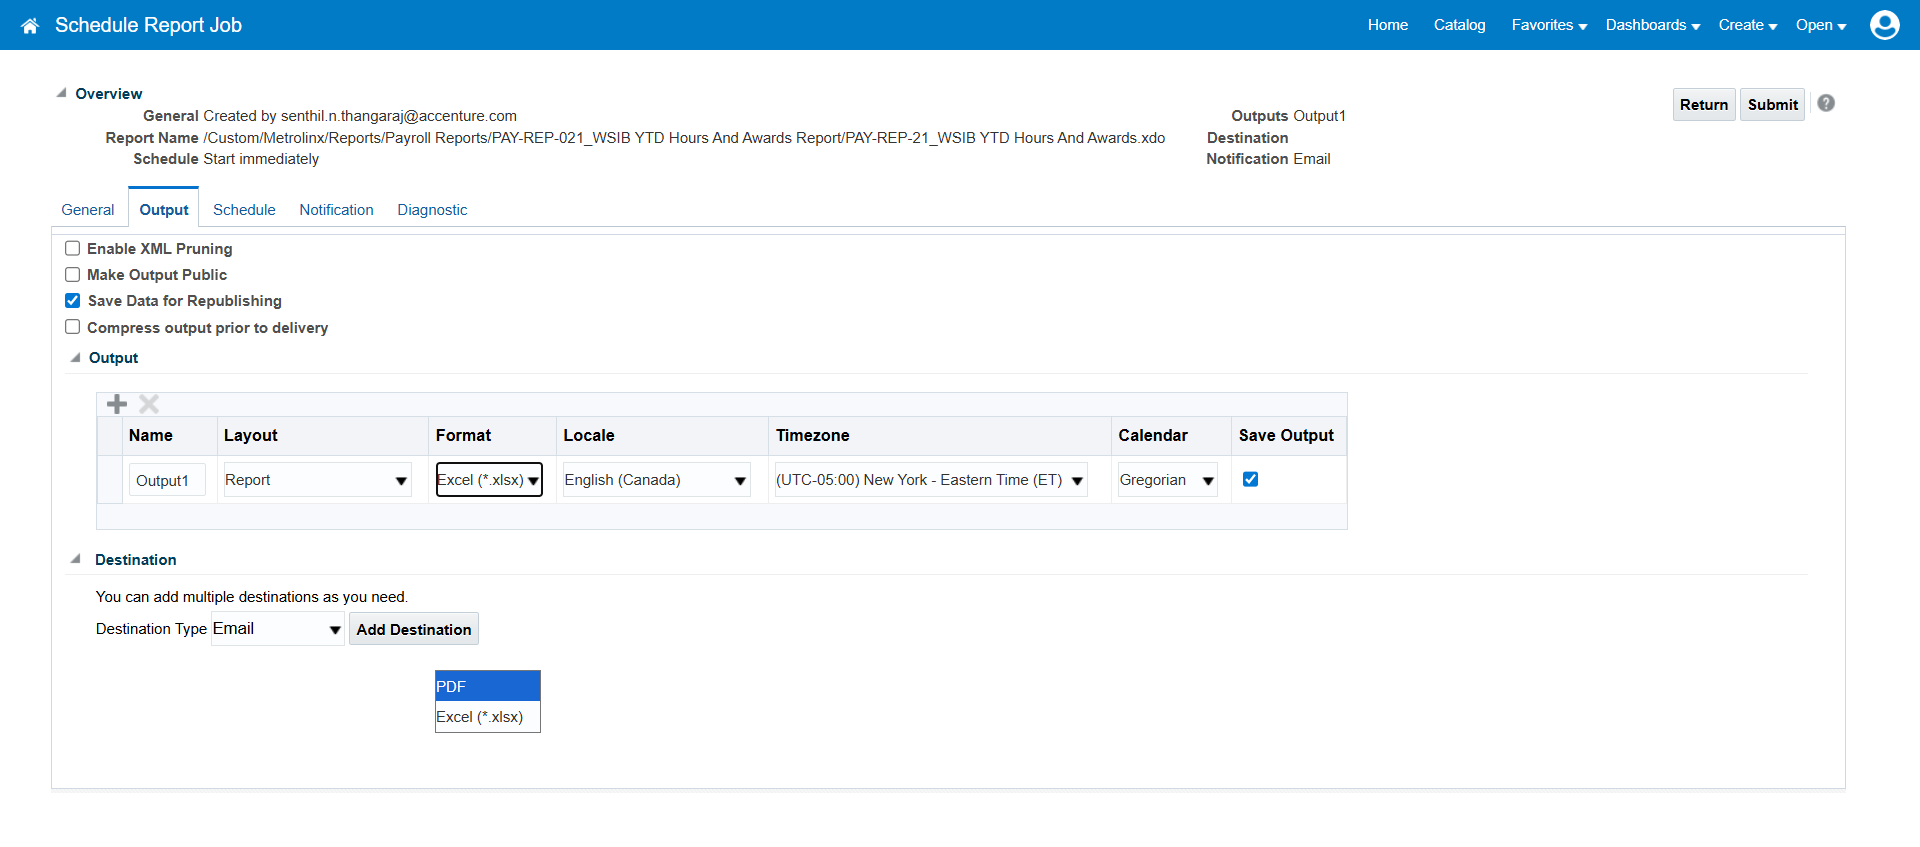 Schedule Report Job
Home Catalog Favorites Dashboards Create Open
Overview
Return Submit
General Created by senthil.n.thangaraj@accenture.com
Outputs Output1
Report Name /Custom/Metrolinx/Reports/Payroll Reports/PAY-REP-021_WSIB YTD Hours And Awards Report/PAY-REP-21_WSIB YTD Hours And Awards.xdo
Destination
Schedule Start immediately
Notification Email
General Output Schedule Notification Diagnostic
Enable XML Pruning
Make Output Public
Save Data for Republishing
Compress output prior to delivery
Output
Name Layout Format Locale Timezone Calendar Save Output
Output1 Report Excel (*.xlsx) English (Canada) (UTC-05:00) New York - Eastern Time (ET) Gregorian
Destination
You can add multiple destinations as you need.
Destination Type Email Add Destination
PDF
Excel (*.xlsx)